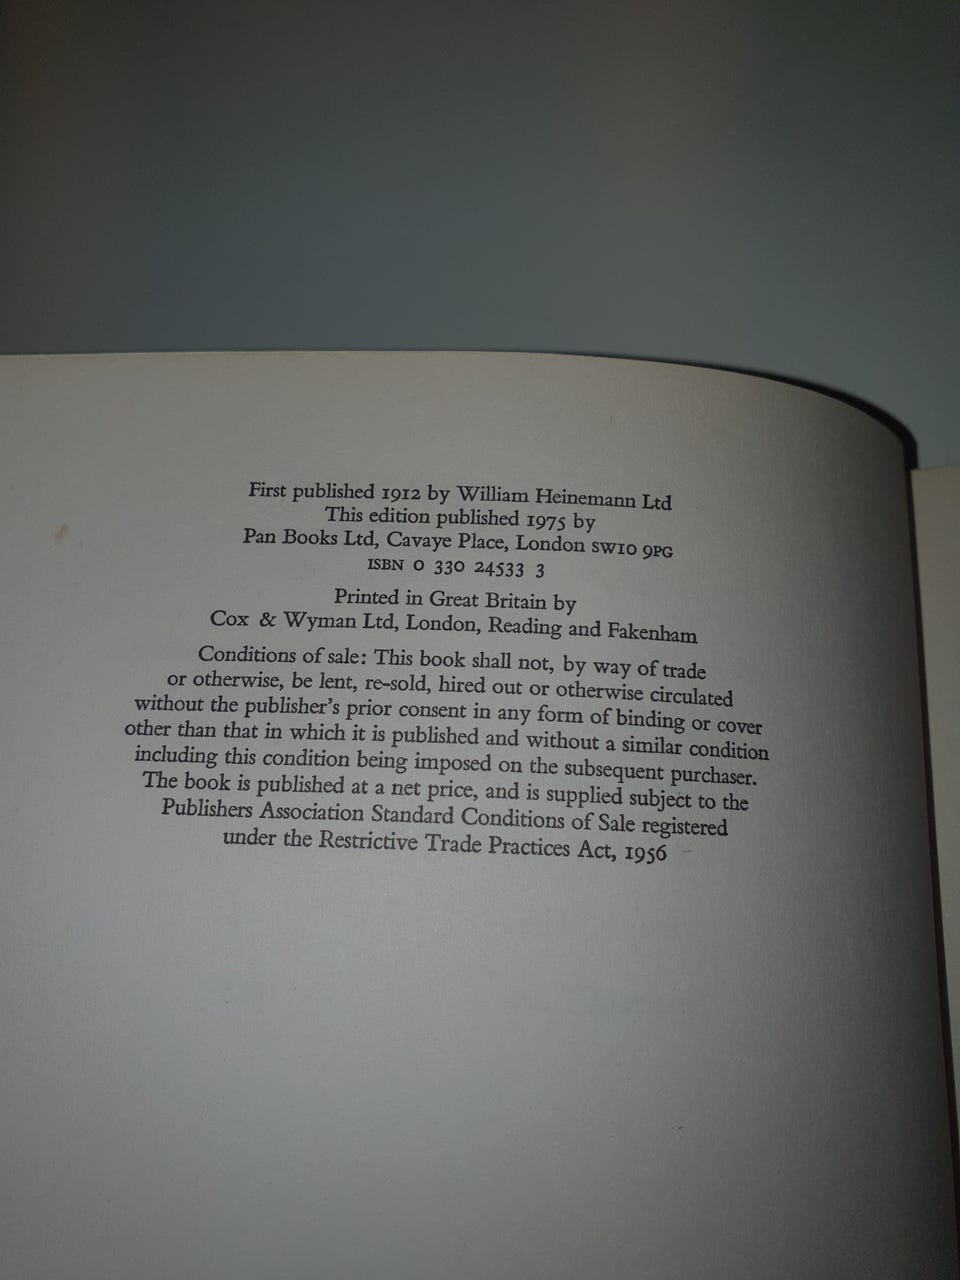 First published 1912 by William Heinemann Ltd
This edition published 1975 by
Pan Books Ltd, Cavaye Place, London SW10 9PG
ISBN 0 330 24533 3
Printed in Great Britain by
Cox & Wyman Ltd, London, Reading and Fakenham
Conditions of sale: This book shall not, by way of trade
or otherwise, be lent, re-sold, hired out or otherwise circulated
without the publisher's prior consent in any form of binding or cover
other than that in which it is published and without a similar condition
including this condition being imposed on the subsequent purchaser.
The book is published at a net price, and is supplied subject to the
Publishers Association Standard Conditions of Sale registered
under the Restrictive Trade Practices Act, 1956